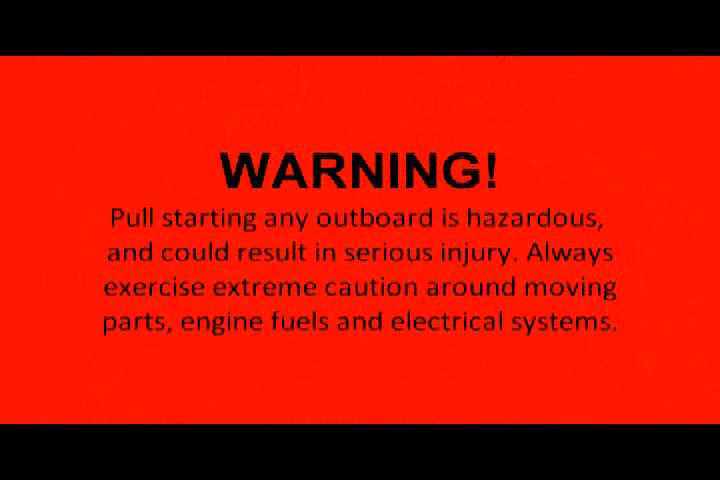 WARNING!
Pull starting any outboard is hazardous,
and could result in serious injury. Always
exercise extreme caution around moving
parts, engine fuels and electrical systems.